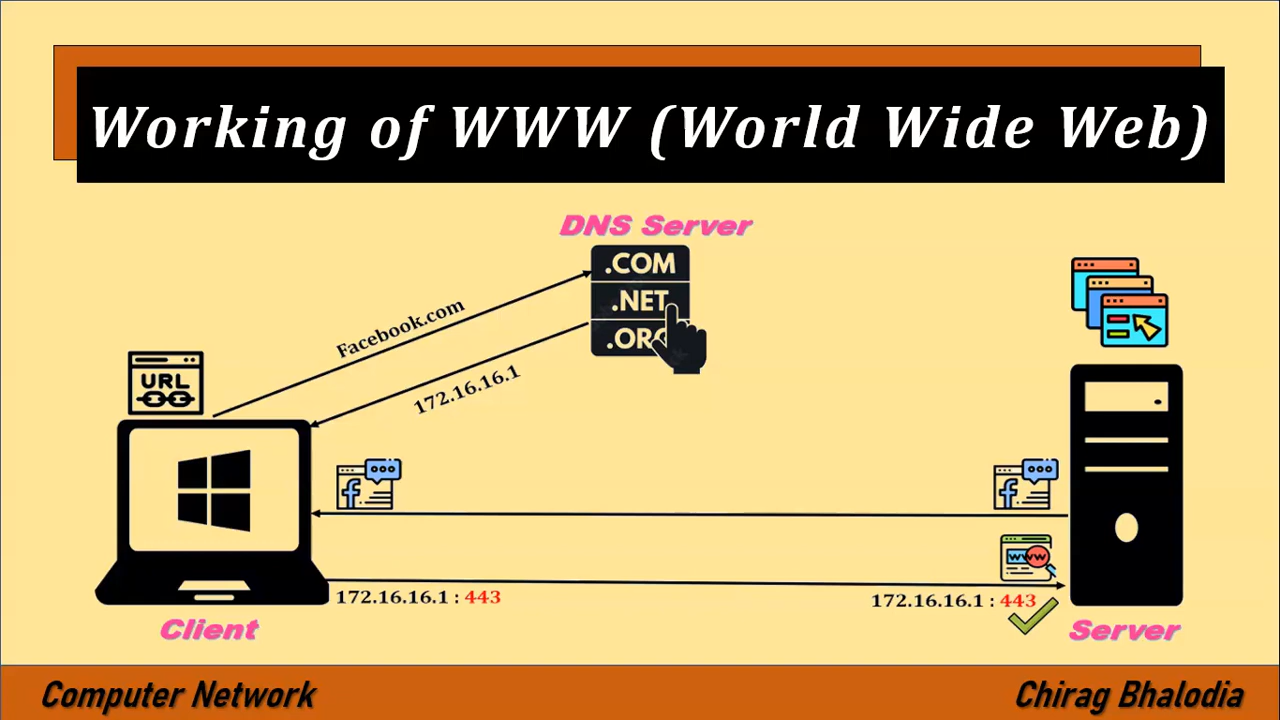 Working of WWW (World Wide Web)
DNS Server
.COM
.NET
.ORG
Facebook.com
172.16.16.1
URL
f
f
www
172.16.16.1 : 443
172.16.16.1 : 443
Client
Server
Computer Network
Chirag Bhalodia